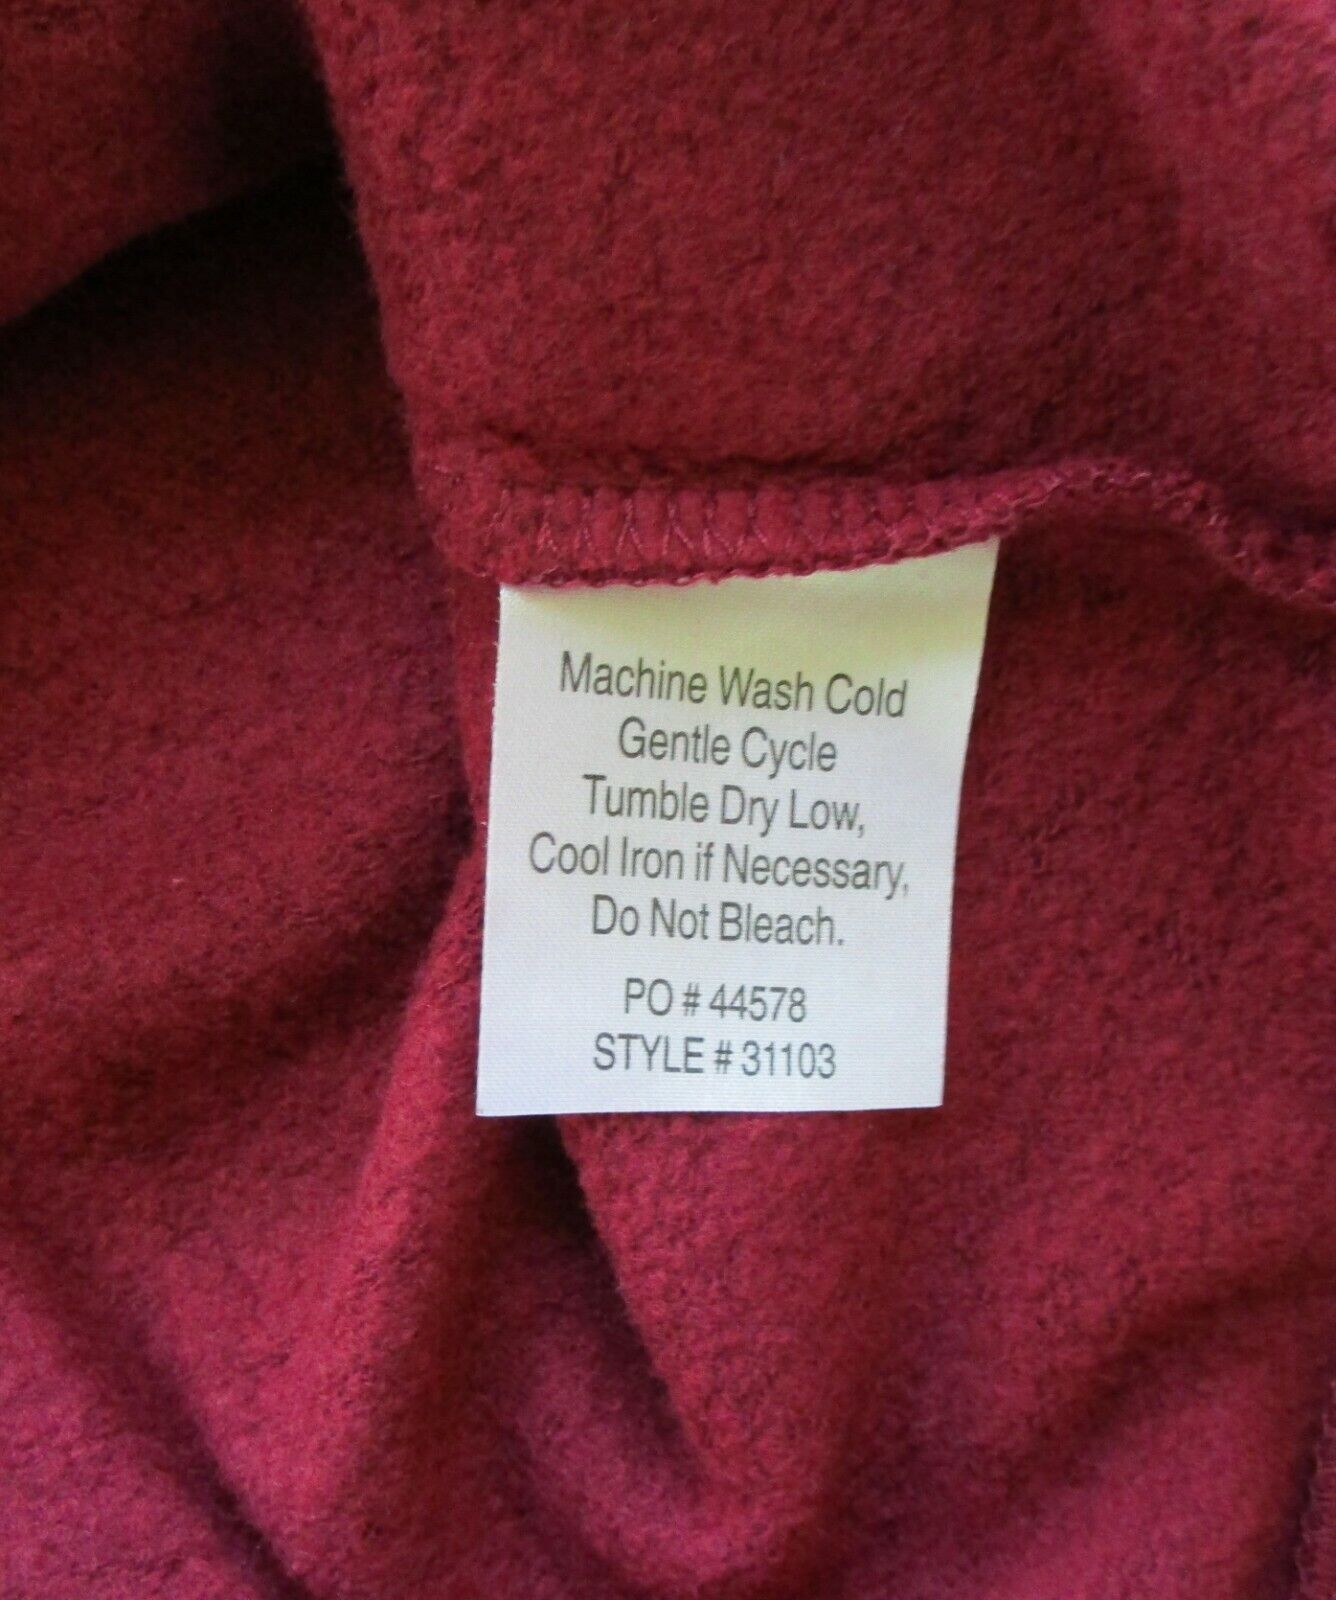 Machine Wash Cold
Gentle Cycle
Tumble Dry Low,
Cool Iron if Necessary,
Do Not Bleach.
PO # 44578
STYLE # 31103